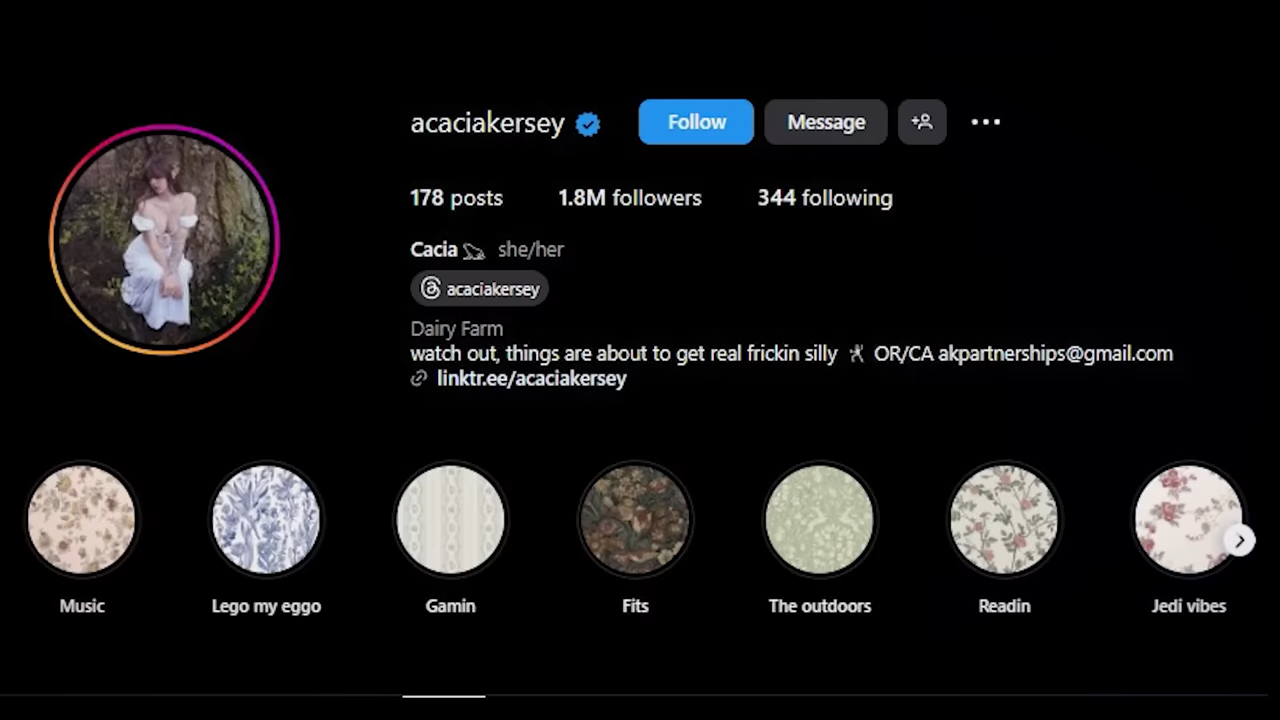 acaciakersey Follow Message
178 posts 1.8M followers 344 following
Cacia she/her
acaciakersey
Dairy Farm
watch out, things are about to get real frickin silly OR/CA akpartnerships@gmail.com
linktr.ee/acaciakersey
Music Lego my eggo Gamin Fits The outdoors Readin Jedi vibes